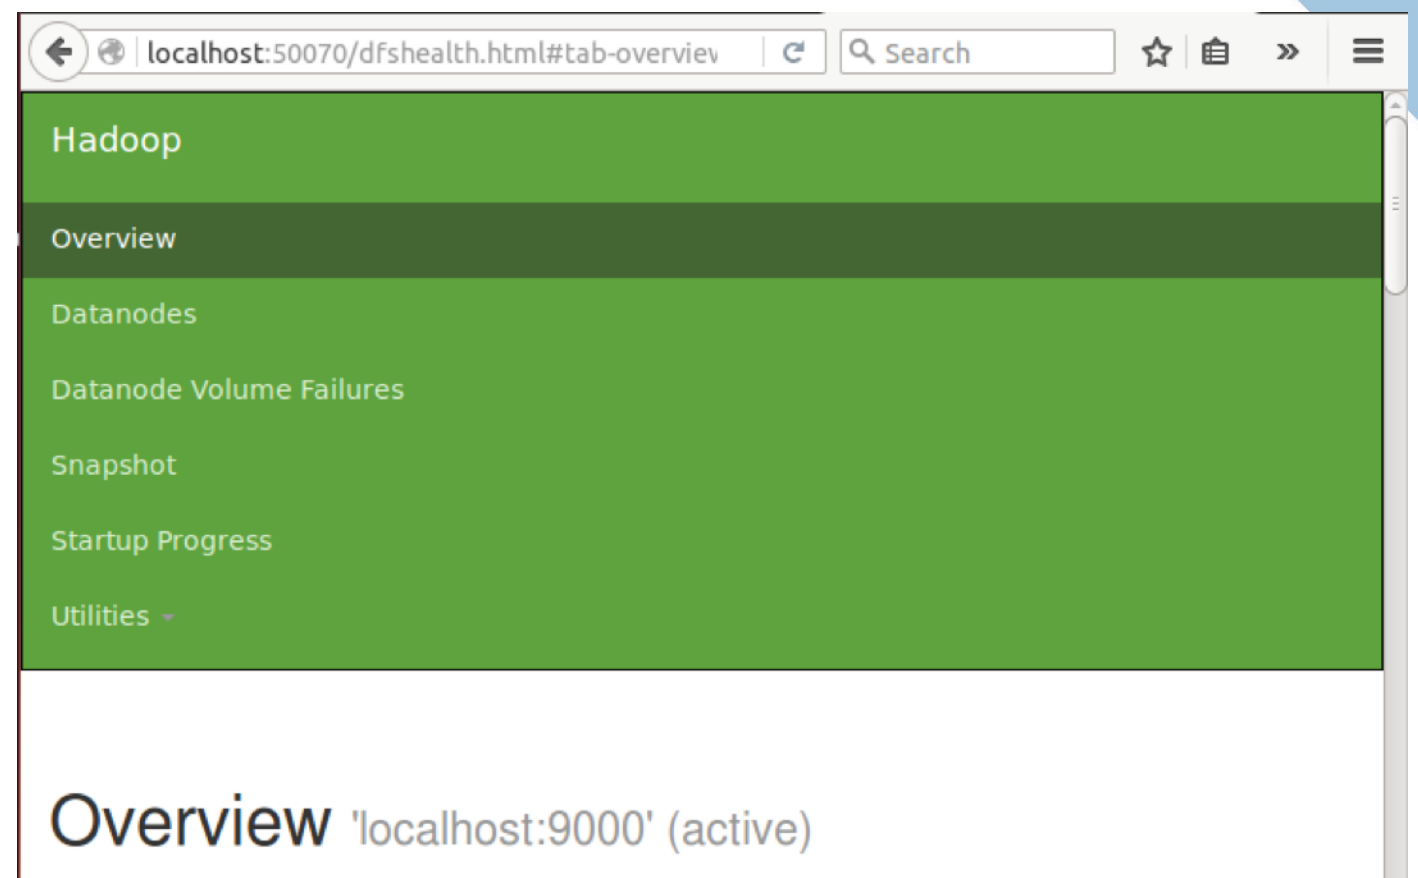 localhost:50070/dfshealth.html#tab-overview
Search
Hadoop
Overview
Datanodes
Datanode Volume Failures
Snapshot
Startup Progress
Utilities
Overview 'localhost:9000' (active)